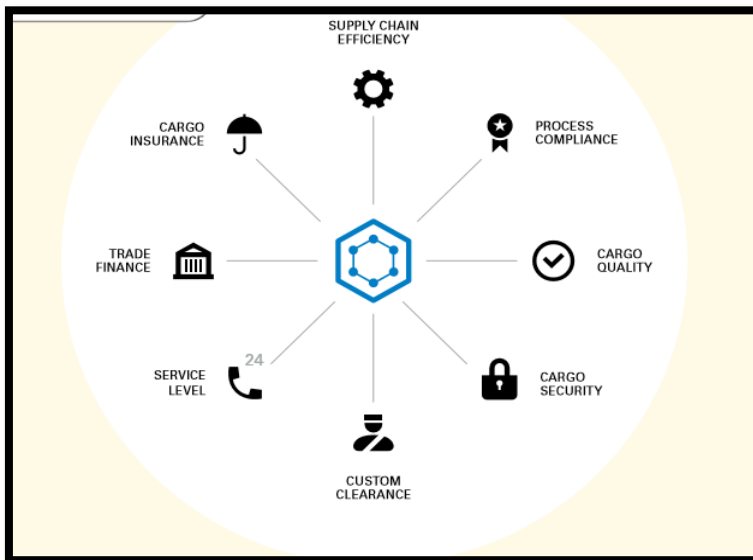 SUPPLY CHAIN
EFFICIENCY
CARGO
INSURANCE
PROCESS
COMPLIANCE
TRADE
FINANCE
CARGO
QUALITY
24
SERVICE
LEVEL
CARGO
SECURITY
CUSTOM
CLEARANCE